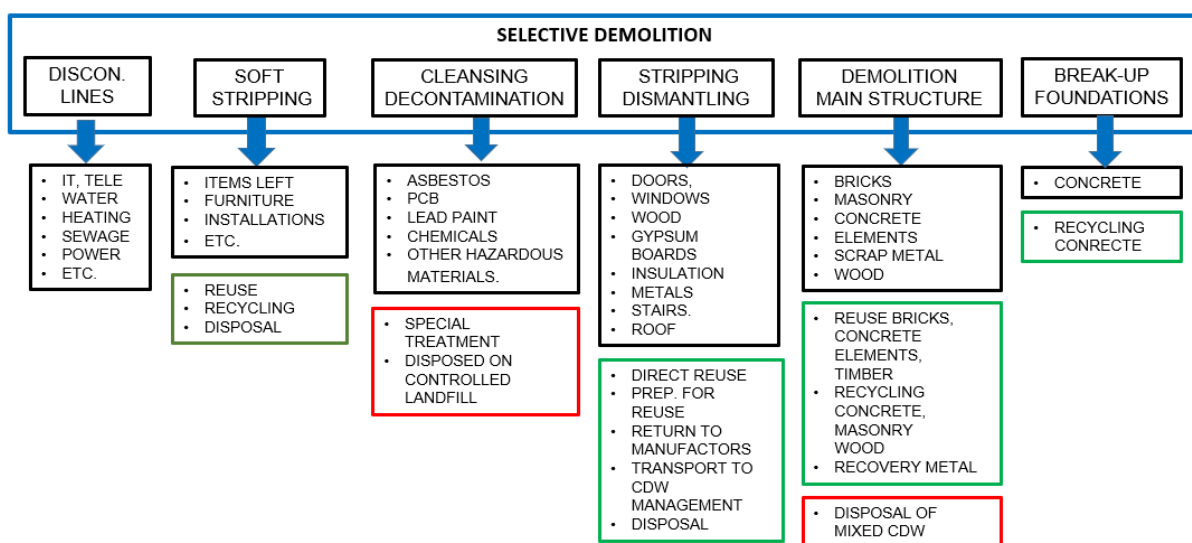 SELECTIVE DEMOLITION
DISCON.
LINES
SOFT
STRIPPING
CLEANSING
DECONTAMINATION
STRIPPING
DISMANTLING
DEMOLITION
MAIN STRUCTURE
BREAK-UP
FOUNDATIONS
• IT, TELE
• WATER
• HEATING
• SEWAGE
• POWER
• ETC.
• ITEMS LEFT
• FURNITURE
• INSTALLATIONS
• ETC.
• REUSE
• RECYCLING
• DISPOSAL
• ASBESTOS
• PCB
• LEAD PAINT
• CHEMICALS
• OTHER HAZARDOUS
MATERIALS.
• SPECIAL
TREATMENT
• DISPOSED ON
CONTROLLED
LANDFILL
• DOORS,
• WINDOWS
• WOOD
• GYPSUM
BOARDS
• INSULATION
• METALS
• STAIRS.
• ROOF
• DIRECT REUSE
• PREP. FOR
REUSE
• RETURN TO
MANUFACTORS
• TRANSPORT TO
CDW
MANAGEMENT
• DISPOSAL
• BRICKS
• MASONRY
• CONCRETE
• ELEMENTS
• SCRAP METAL
• WOOD
• REUSE BRICKS,
CONCRETE
ELEMENTS,
TIMBER
• RECYCLING
CONCRETE,
MASONRY
WOOD
• RECOVERY METAL
• DISPOSAL OF
MIXED CDW
• CONCRETE
• RECYCLING
CONRECTE